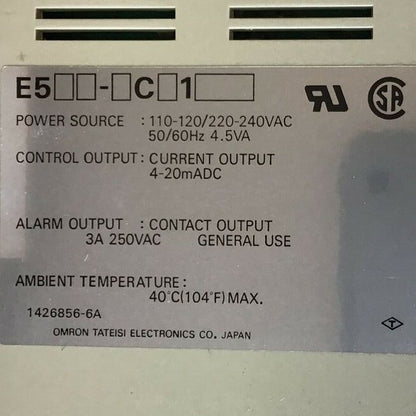 E5□□-□C□1□
POWER SOURCE : 110-120/220-240VAC
50/60Hz 4.5VA
CONTROL OUTPUT : CURRENT OUTPUT
4-20mADC
ALARM OUTPUT : CONTACT OUTPUT
3A 250VAC GENERAL USE
AMBIENT TEMPERATURE :
40°C(104°F)MAX.
1426856-6A
OMRON TATEISI ELECTRONICS CO. JAPAN